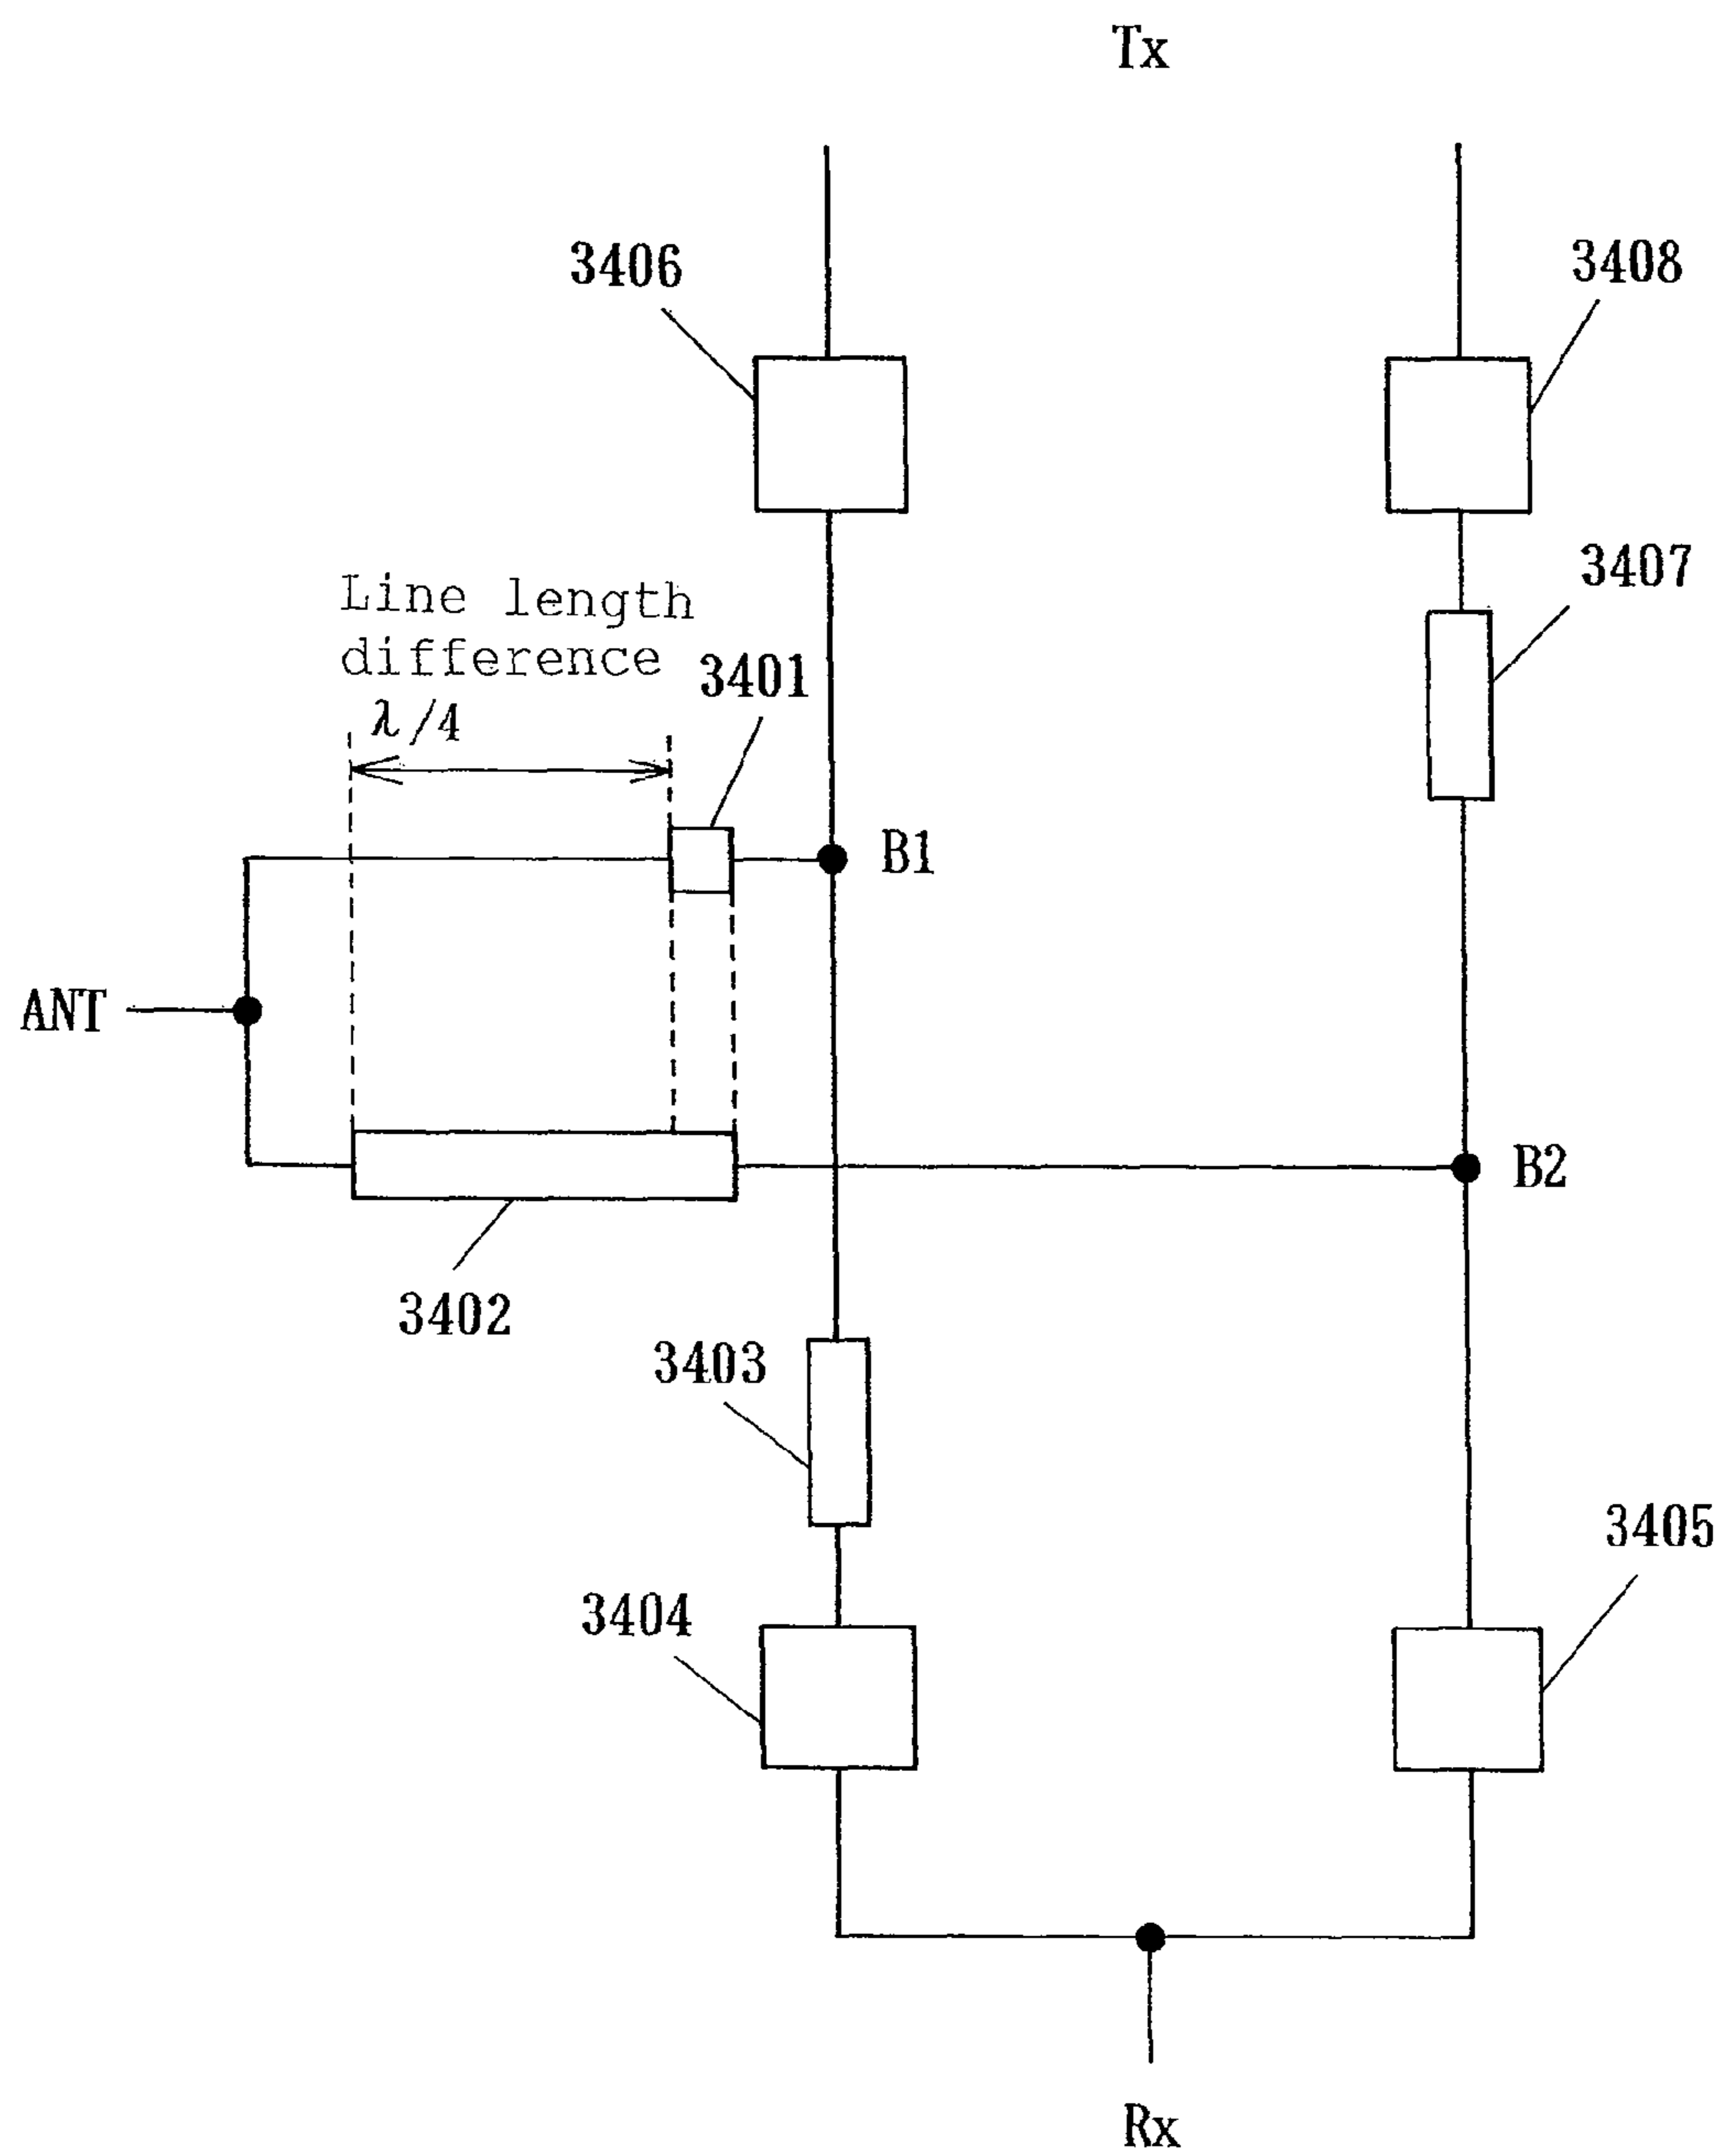 Tx
3406
3408
3407
Line length
difference
λ/4
3401
B1
ANT
B2
3402
3403
3405
3404
Rx